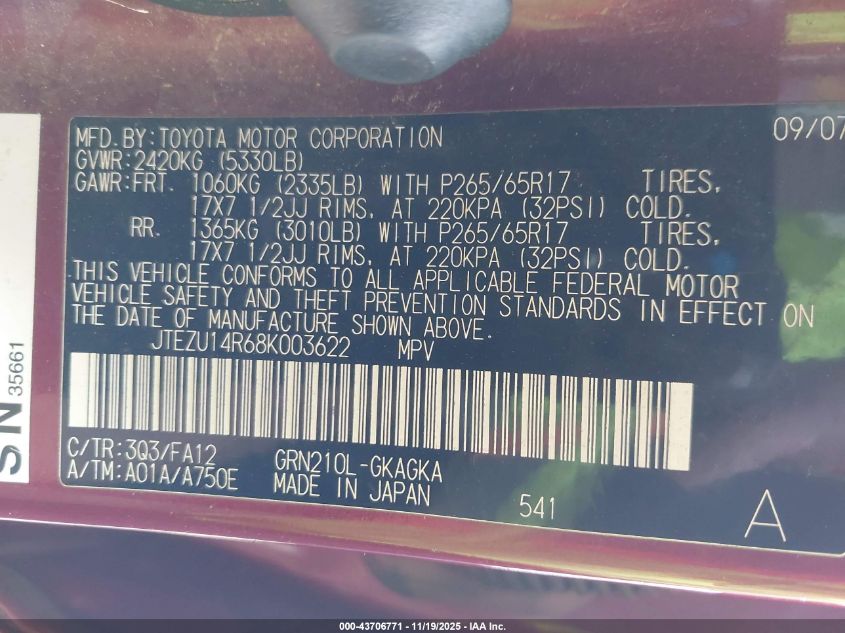 MFD. BY: TOYOTA MOTOR CORPORATION 09/07
GVWR: 2420KG (5330LB)
GAWR: FRT. 1060KG (2335LB) WITH P265/65R17 TIRES,
17X7 1/2JJ RIMS, AT 220KPA (32PSI) COLD.
RR. 1365KG (3010LB) WITH P265/65R17 TIRES,
17X7 1/2JJ RIMS, AT 220KPA (32PSI) COLD.
THIS VEHICLE CONFORMS TO ALL APPLICABLE FEDERAL MOTOR
VEHICLE SAFETY AND THEFT PREVENTION STANDARDS IN EFFECT ON
THE DATE OF MANUFACTURE SHOWN ABOVE.
JTEZU14R68K003622 MPV
C/TR: 3Q3/FA12 GRN210L-GKAGKA
A/TM: A01A/A750E MADE IN JAPAN
541
A
SN
35661
000-43706771 - 11/19/2025 - IAA Inc.